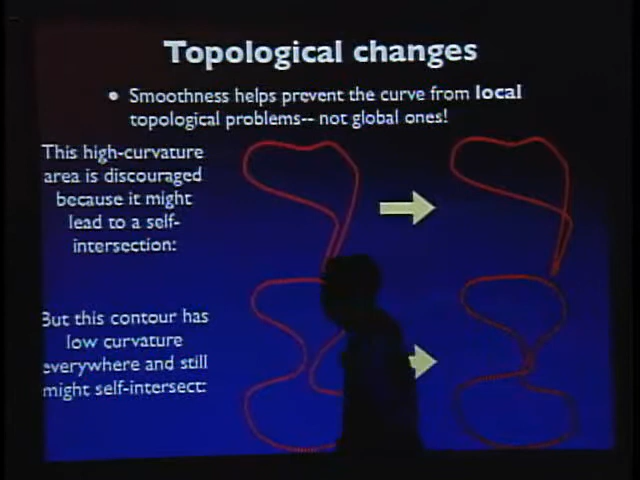 Topological changes
• Smoothness helps prevent the curve from local
topological problems-- not global ones!
This high-curvature
area is discouraged
because it might
lead to a self-
intersection:
But this contour has
low curvature
everywhere and still
might self-intersect: